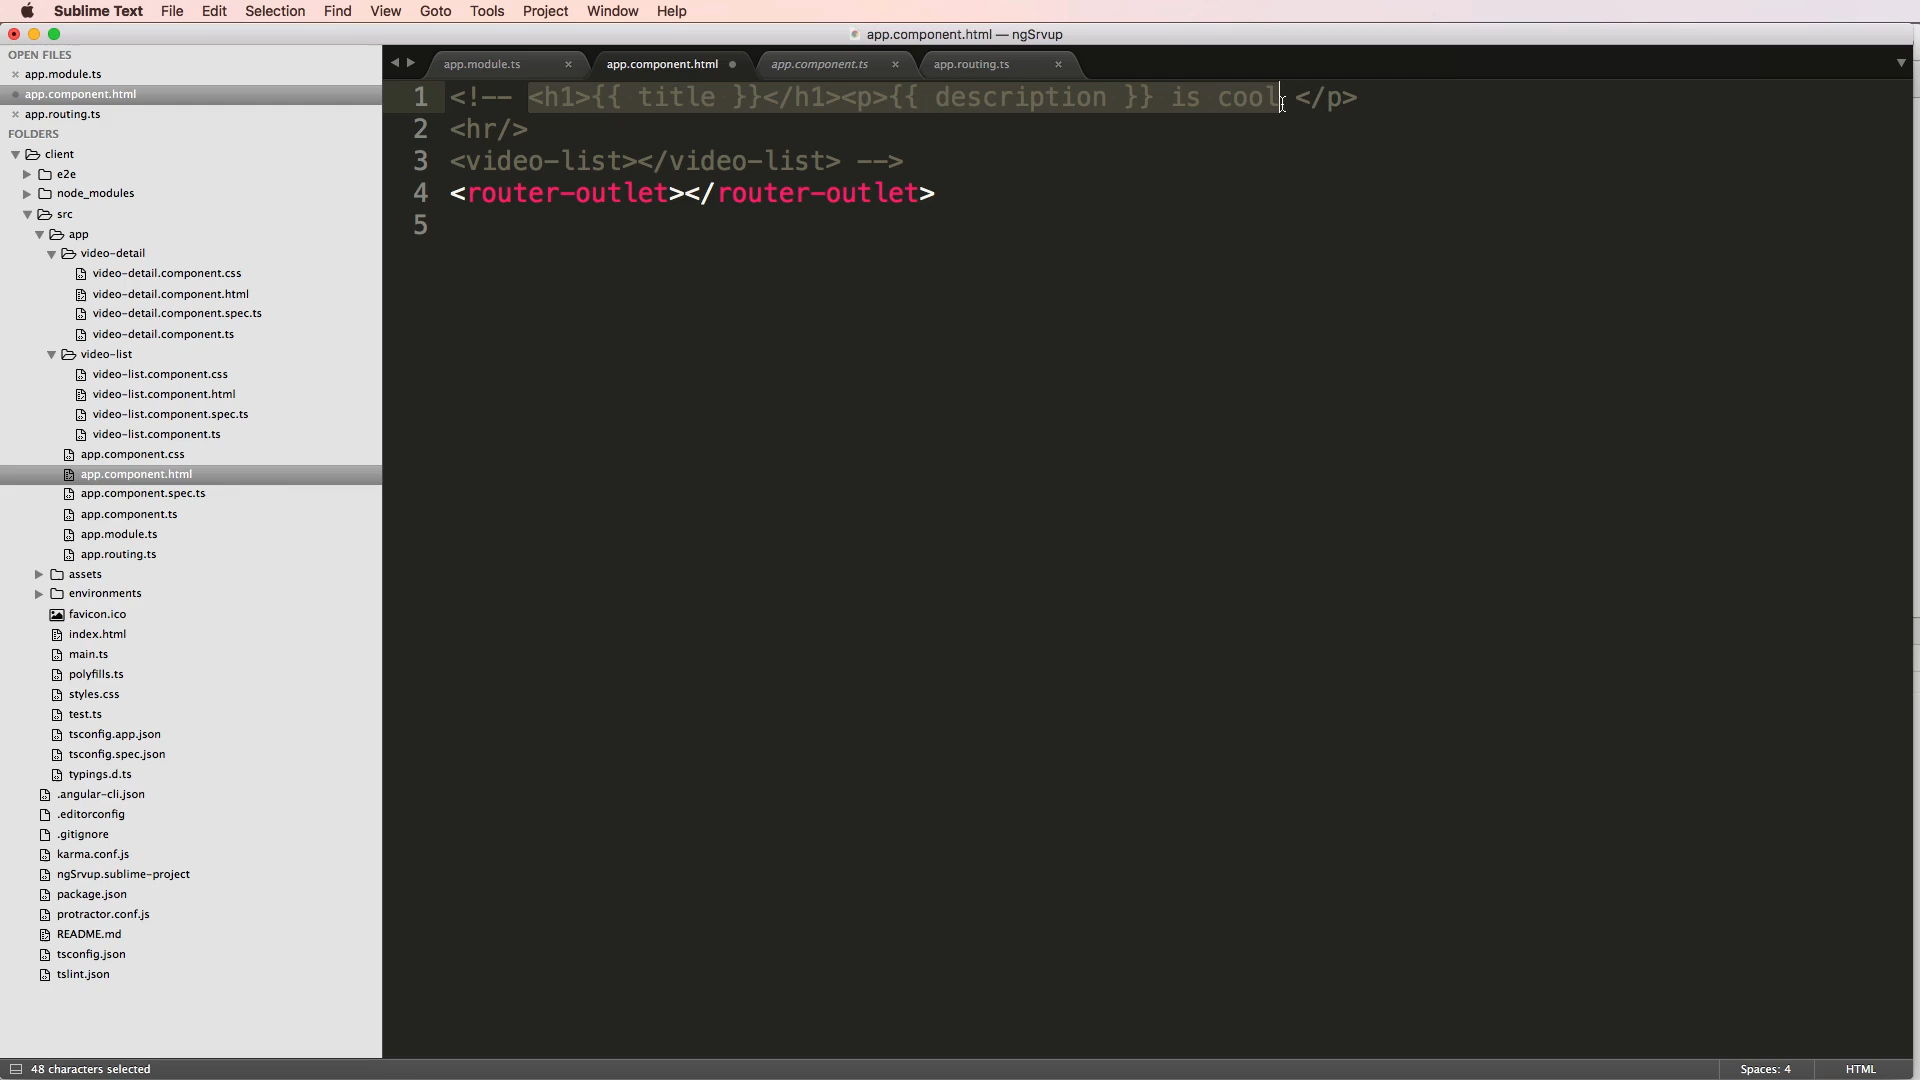 Sublime Text File Edit Selection Find View Goto Tools Project Window Help
app.component.html — ngSrvup
OPEN FILES
app.module.ts
app.component.html
app.routing.ts
FOLDERS
client
e2e
node_modules
src
app
video-detail
video-detail.component.css
video-detail.component.html
video-detail.component.spec.ts
video-detail.component.ts
video-list
video-list.component.css
video-list.component.html
video-list.component.spec.ts
video-list.component.ts
app.component.css
app.component.html
app.component.spec.ts
app.component.ts
app.module.ts
app.routing.ts
assets
environments
favicon.ico
index.html
main.ts
polyfills.ts
styles.css
test.ts
tsconfig.app.json
tsconfig.spec.json
typings.d.ts
.angular-cli.json
.editorconfig
.gitignore
karma.conf.js
ngSrvup.sublime-project
package.json
protractor.conf.js
README.md
tsconfig.json
tslint.json
app.module.ts app.component.html app.component.ts app.routing.ts
1 <!-- <h1>{{ title }}</h1><p>{{ description }} is cool </p>
2 <hr/>
3 <video-list></video-list> -->
4 <router-outlet></router-outlet>
5
48 characters selected Spaces: 4 HTML